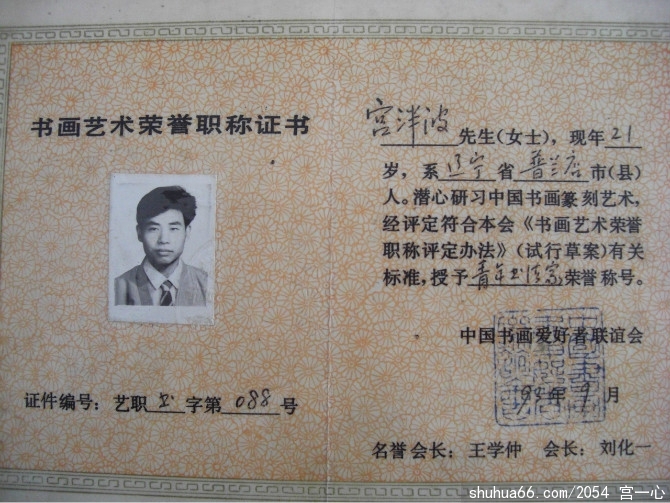 书画艺术荣誉职称证书
证件编号：艺职书字第088号
宫泮波先生（女士），现年21
岁，系辽宁省普兰店市（县）
人。潜心研习中国书画篆刻艺术，
经评定符合本会《书画艺术荣誉
职称评定办法》（试行草案）有关
标准，授予青年书法家荣誉称号。
中国书画爱好者联谊会
年9月
名誉会长：王学仲 会长：刘化一
shuhua66.com/2054 宫一心